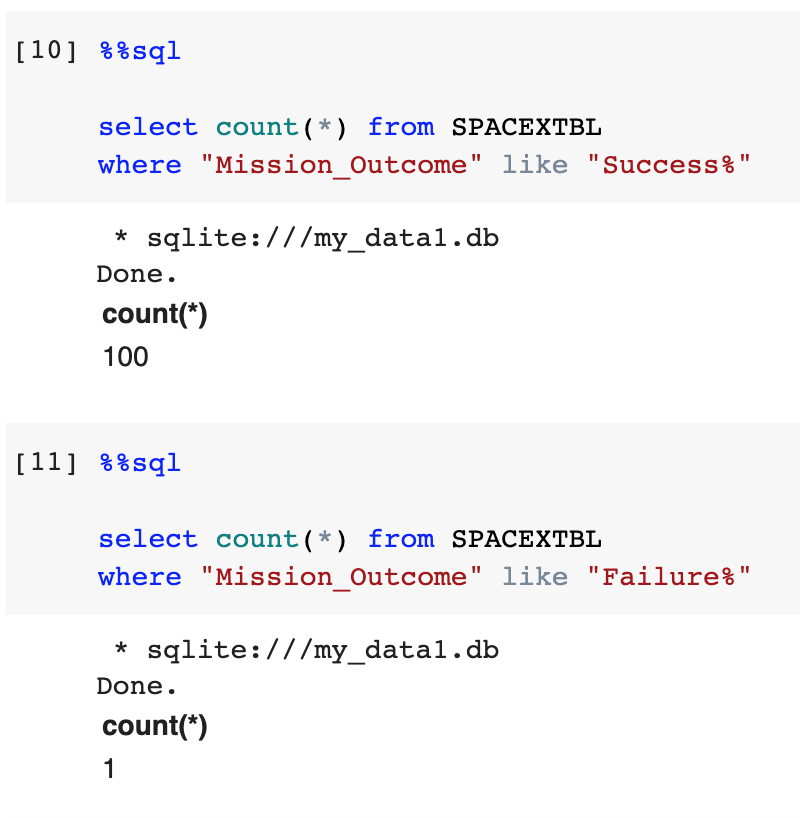 [10] %%sql
select count(*) from SPACEXTBL
where "Mission_Outcome" like "Success%"
* sqlite:///my_data1.db
Done.
count(*)
100
[11] %%sql
select count(*) from SPACEXTBL
where "Mission_Outcome" like "Failure%"
* sqlite:///my_data1.db
Done.
count(*)
1